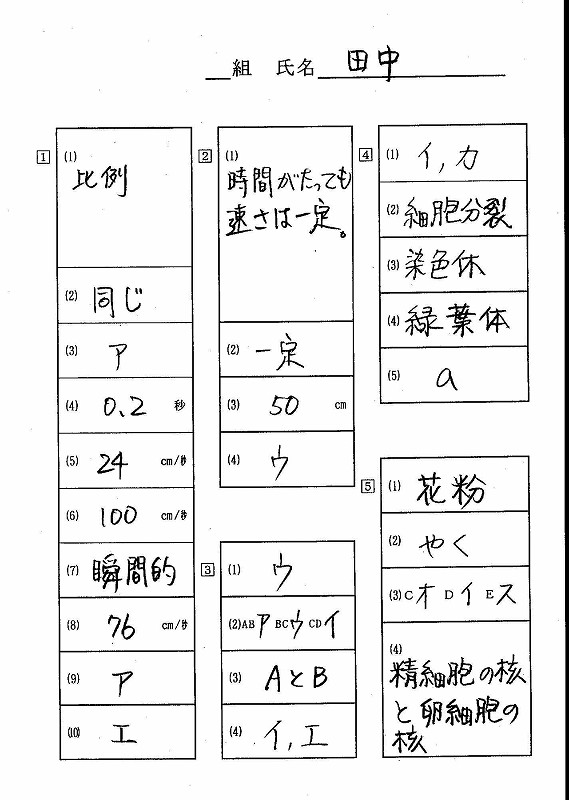 組 氏名 田中
1
(1)
比例
(2) 同じ
(3) ア
(4) 0.2 秒
(5) 24 cm/秒
(6) 100 cm/秒
(7) 瞬間的
(8) 76 cm/秒
(9) ア
(10) エ
2
(1)
時間がたっても
速さは一定。
(2) 一定
(3) 50 cm
(4) ウ
3
(1) ウ
(2) AB ア BC ウ CD イ
(3) AとB
(4) イ, エ
4
(1) イ, カ
(2) 細胞分裂
(3) 染色休
(4) 緑葉体
(5) a
5
(1) 花粉
(2) やく
(3) C オ D イ E ス
(4)
精細胞の核
と卵細胞の
核